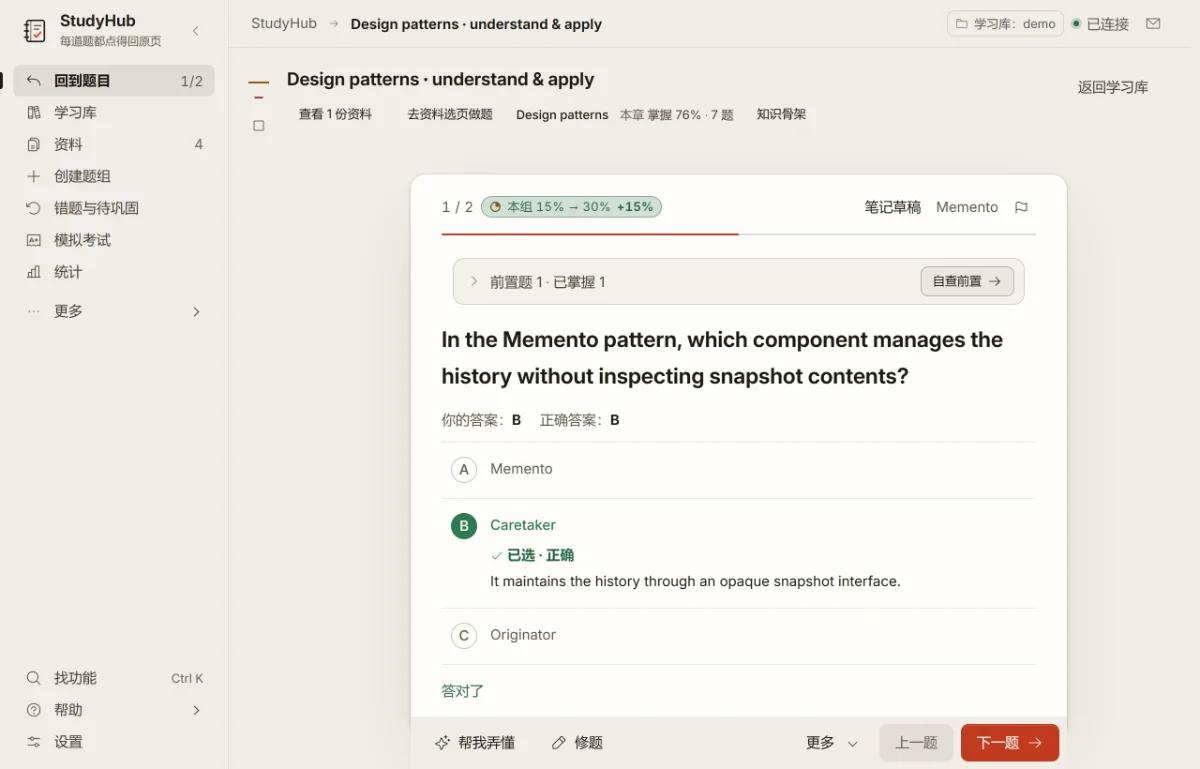 StudyHub
每道题都点得回原页
回到题目 1/2
学习库
资料 4
创建题组
错题与待巩固
模拟考试
统计
更多
找功能 Ctrl K
帮助
设置
StudyHub → Design patterns · understand & apply
学习库：demo
已连接
Design patterns · understand & apply
返回学习库
查看 1 份资料 去资料选页做题 Design patterns 本章 掌握 76% · 7 题 知识骨架
1 / 2 本组 15% → 30% +15% 笔记草稿 Memento
前置题 1 · 已掌握 1 自查前置 →
In the Memento pattern, which component manages the
history without inspecting snapshot contents?
你的答案：B 正确答案：B
A Memento
B Caretaker
✓ 已选 · 正确
It maintains the history through an opaque snapshot interface.
C Originator
答对了
帮我弄懂 修题 更多 上一题 下一题 →